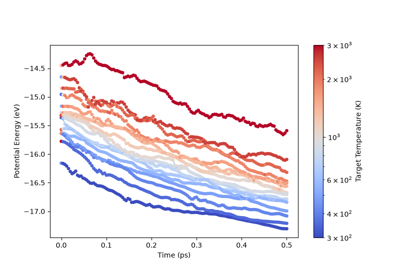 −14.5
−15.0
−15.5
−16.0
−16.5
−17.0
Potential Energy (eV)
0.0 0.1 0.2 0.3 0.4 0.5
Time (ps)
3 × 10³
2 × 10³
10³
6 × 10²
4 × 10²
3 × 10²
Target Temperature (K)